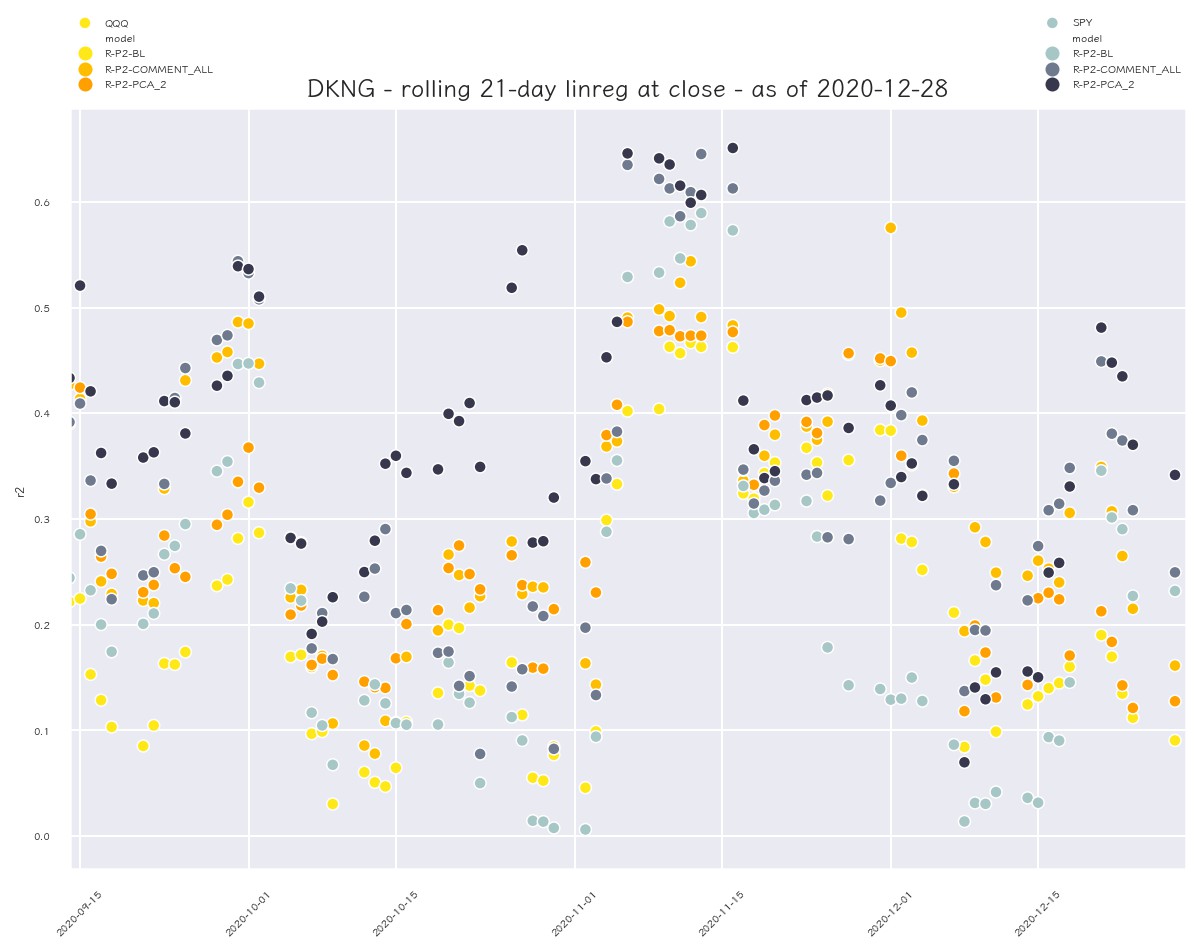 QQQ
model
R-P2-BL
R-P2-COMMENT_ALL
R-P2-PCA_2
SPY
model
R-P2-BL
R-P2-COMMENT_ALL
R-P2-PCA_2
DKNG - rolling 21-day linreg at close - as of 2020-12-28
r2
0.6
0.5
0.4
0.3
0.2
0.1
0.0
2020-09-15
2020-10-01
2020-10-15
2020-11-01
2020-11-15
2020-12-01
2020-12-15